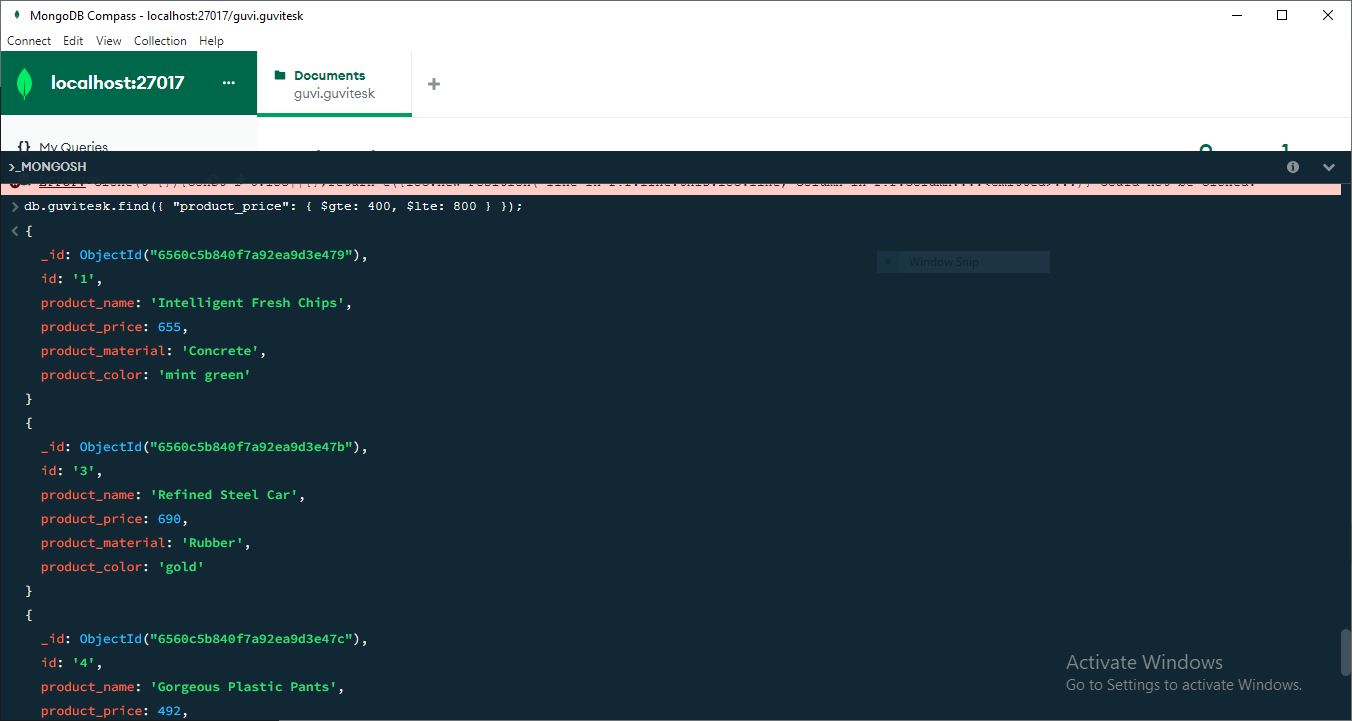 MongoDB Compass - localhost:27017/guvi.guvitesk
Connect Edit View Collection Help
localhost:27017 ...
Documents
guvi.guvitesk
+
{} My Queries
>_MONGOSH
> db.guvitesk.find({ "product_price": { $gte: 400, $lte: 800 } });
< {
_id: ObjectId("6560c5b840f7a92ea9d3e479"),
Window Snip
id: '1',
product_name: 'Intelligent Fresh Chips',
product_price: 655,
product_material: 'Concrete',
product_color: 'mint green'
}
{
_id: ObjectId("6560c5b840f7a92ea9d3e47b"),
id: '3',
product_name: 'Refined Steel Car',
product_price: 690,
product_material: 'Rubber',
product_color: 'gold'
}
{
_id: ObjectId("6560c5b840f7a92ea9d3e47c"),
id: '4',
product_name: 'Gorgeous Plastic Pants',
product_price: 492,
Activate Windows
Go to Settings to activate Windows.